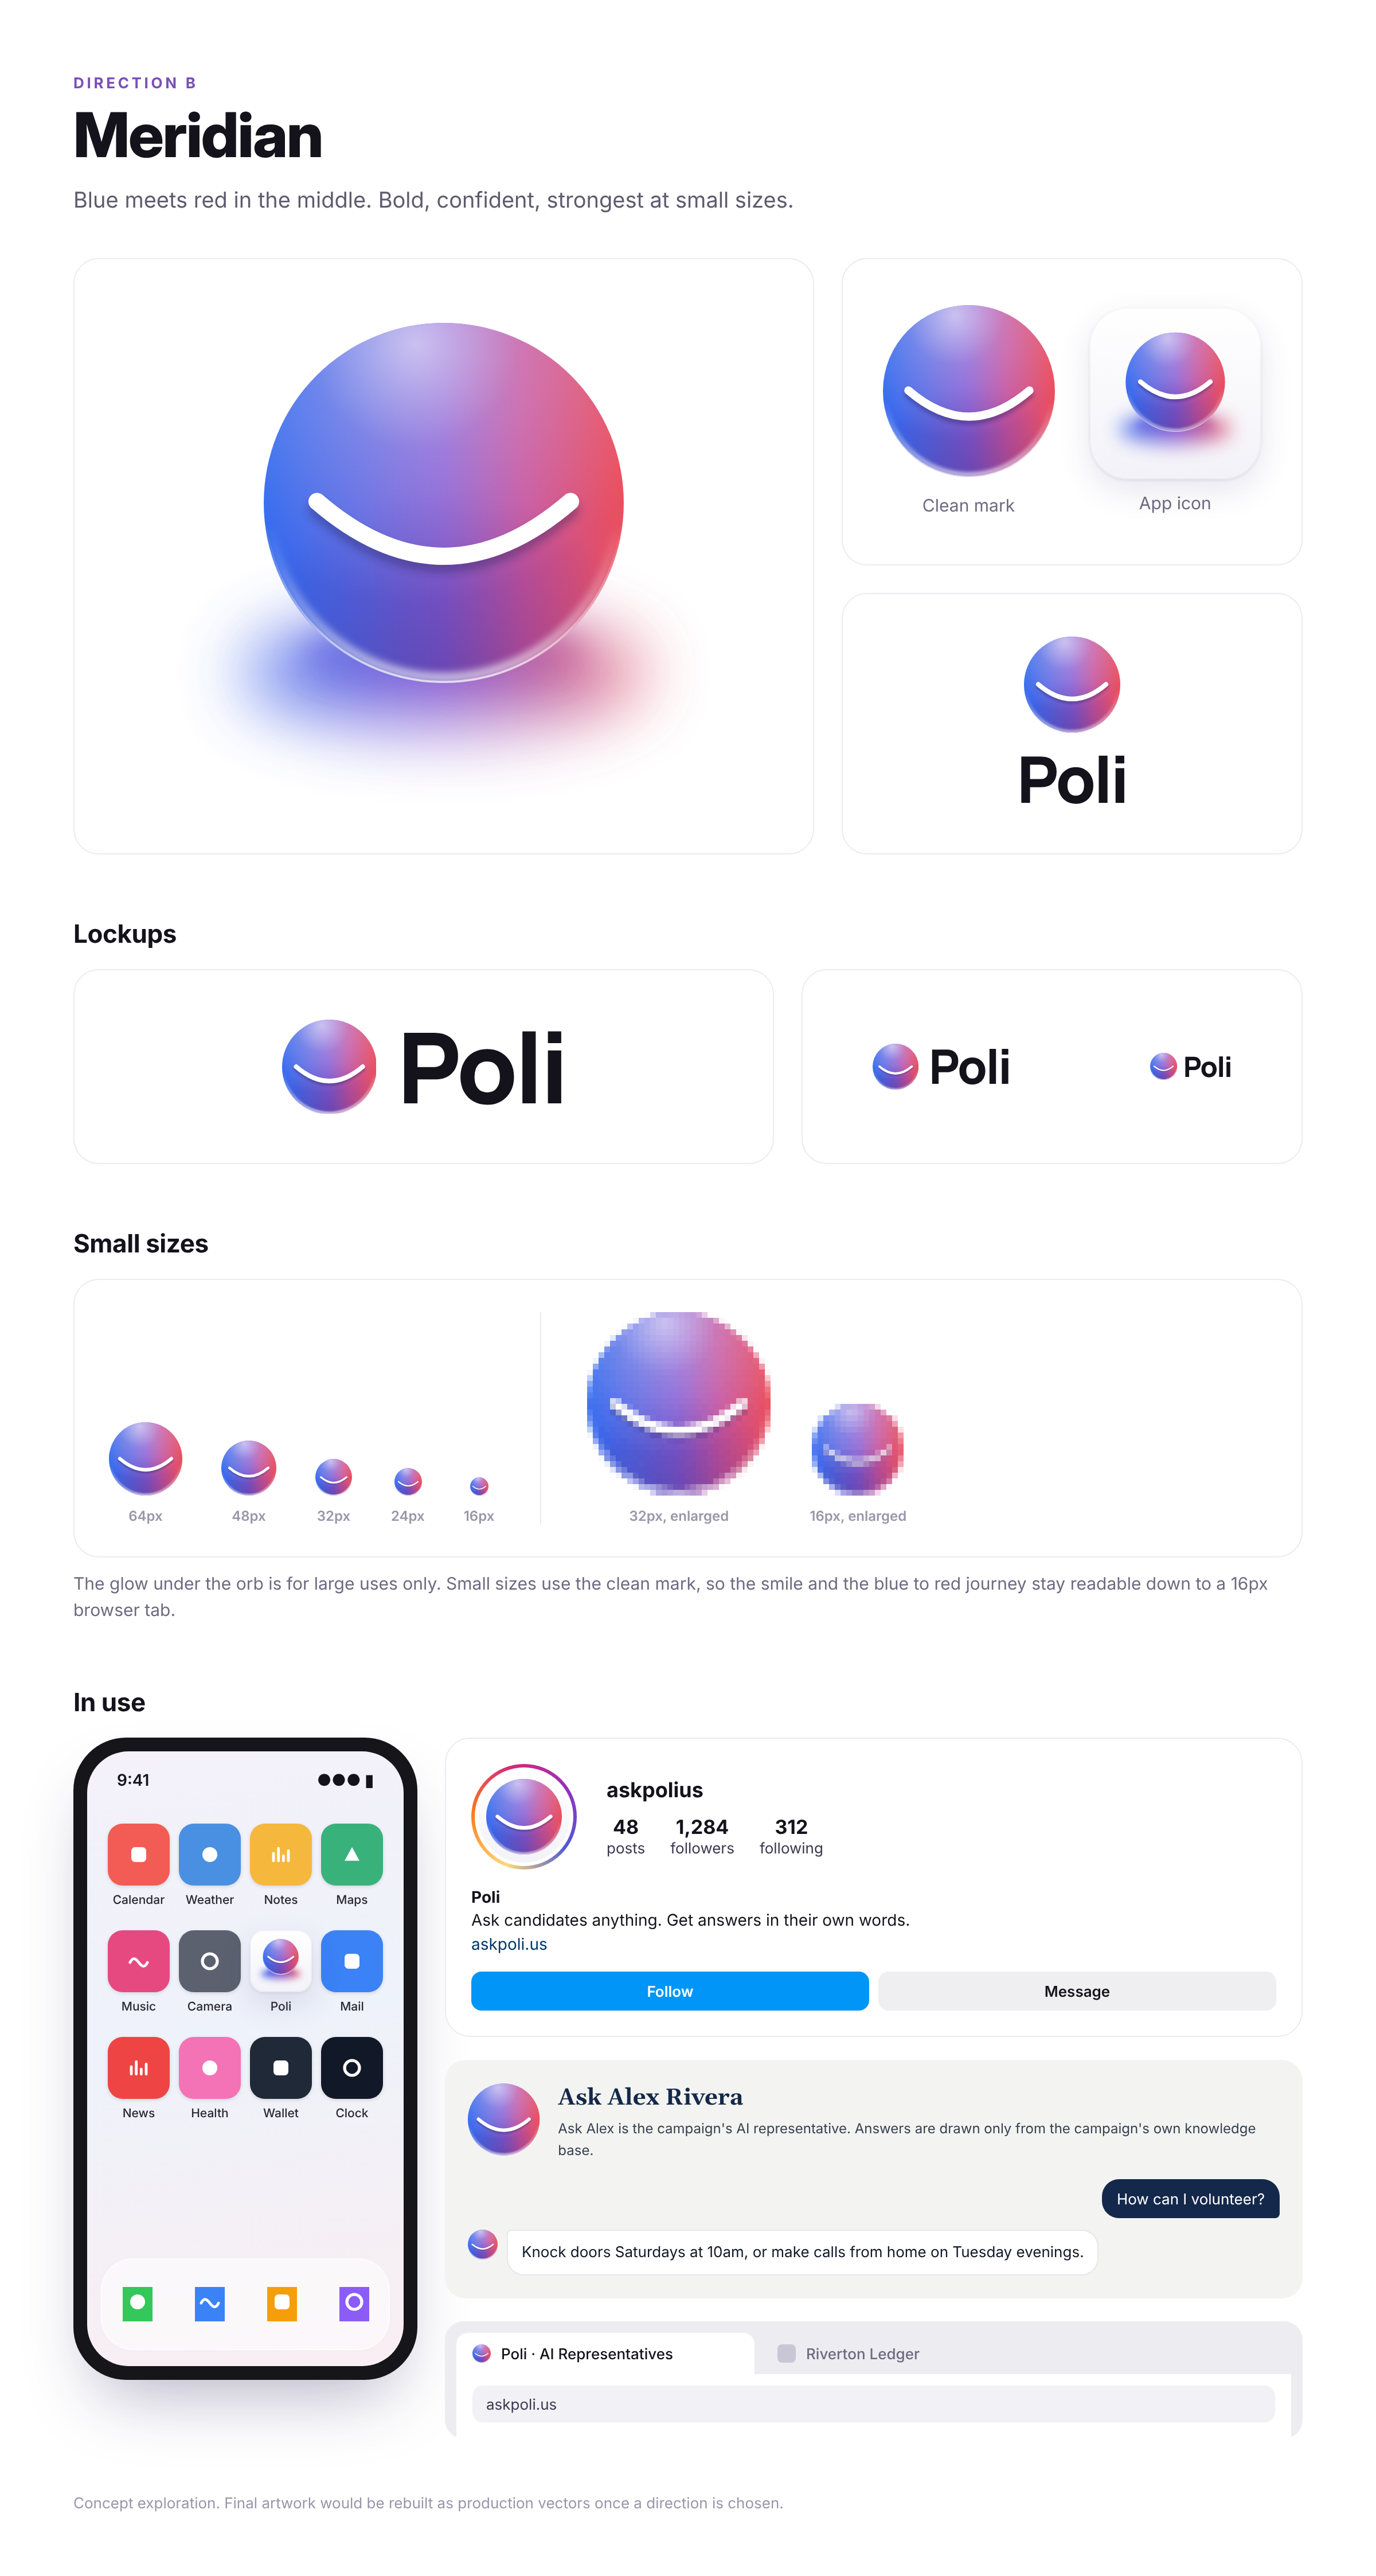 DIRECTION B
Meridian
Blue meets red in the middle. Bold, confident, strongest at small sizes.
Clean mark
App icon
Poli
Lockups
Poli
Poli
Poli
Small sizes
64px
48px
32px
24px
16px
32px, enlarged
16px, enlarged
The glow under the orb is for large uses only. Small sizes use the clean mark, so the smile and the blue to red journey stay readable down to a 16px
browser tab.
In use
9:41
Calendar
Weather
Notes
Maps
Music
Camera
Poli
Mail
News
Health
Wallet
Clock
askpolius
48
1,284
312
posts
followers
following
Poli
Ask candidates anything. Get answers in their own words.
askpoli.us
Follow
Message
Ask Alex Rivera
Ask Alex is the campaign's AI representative. Answers are drawn only from the campaign's own knowledge
base.
How can I volunteer?
Knock doors Saturdays at 10am, or make calls from home on Tuesday evenings.
Poli · AI Representatives
Riverton Ledger
askpoli.us
Concept exploration. Final artwork would be rebuilt as production vectors once a direction is chosen.